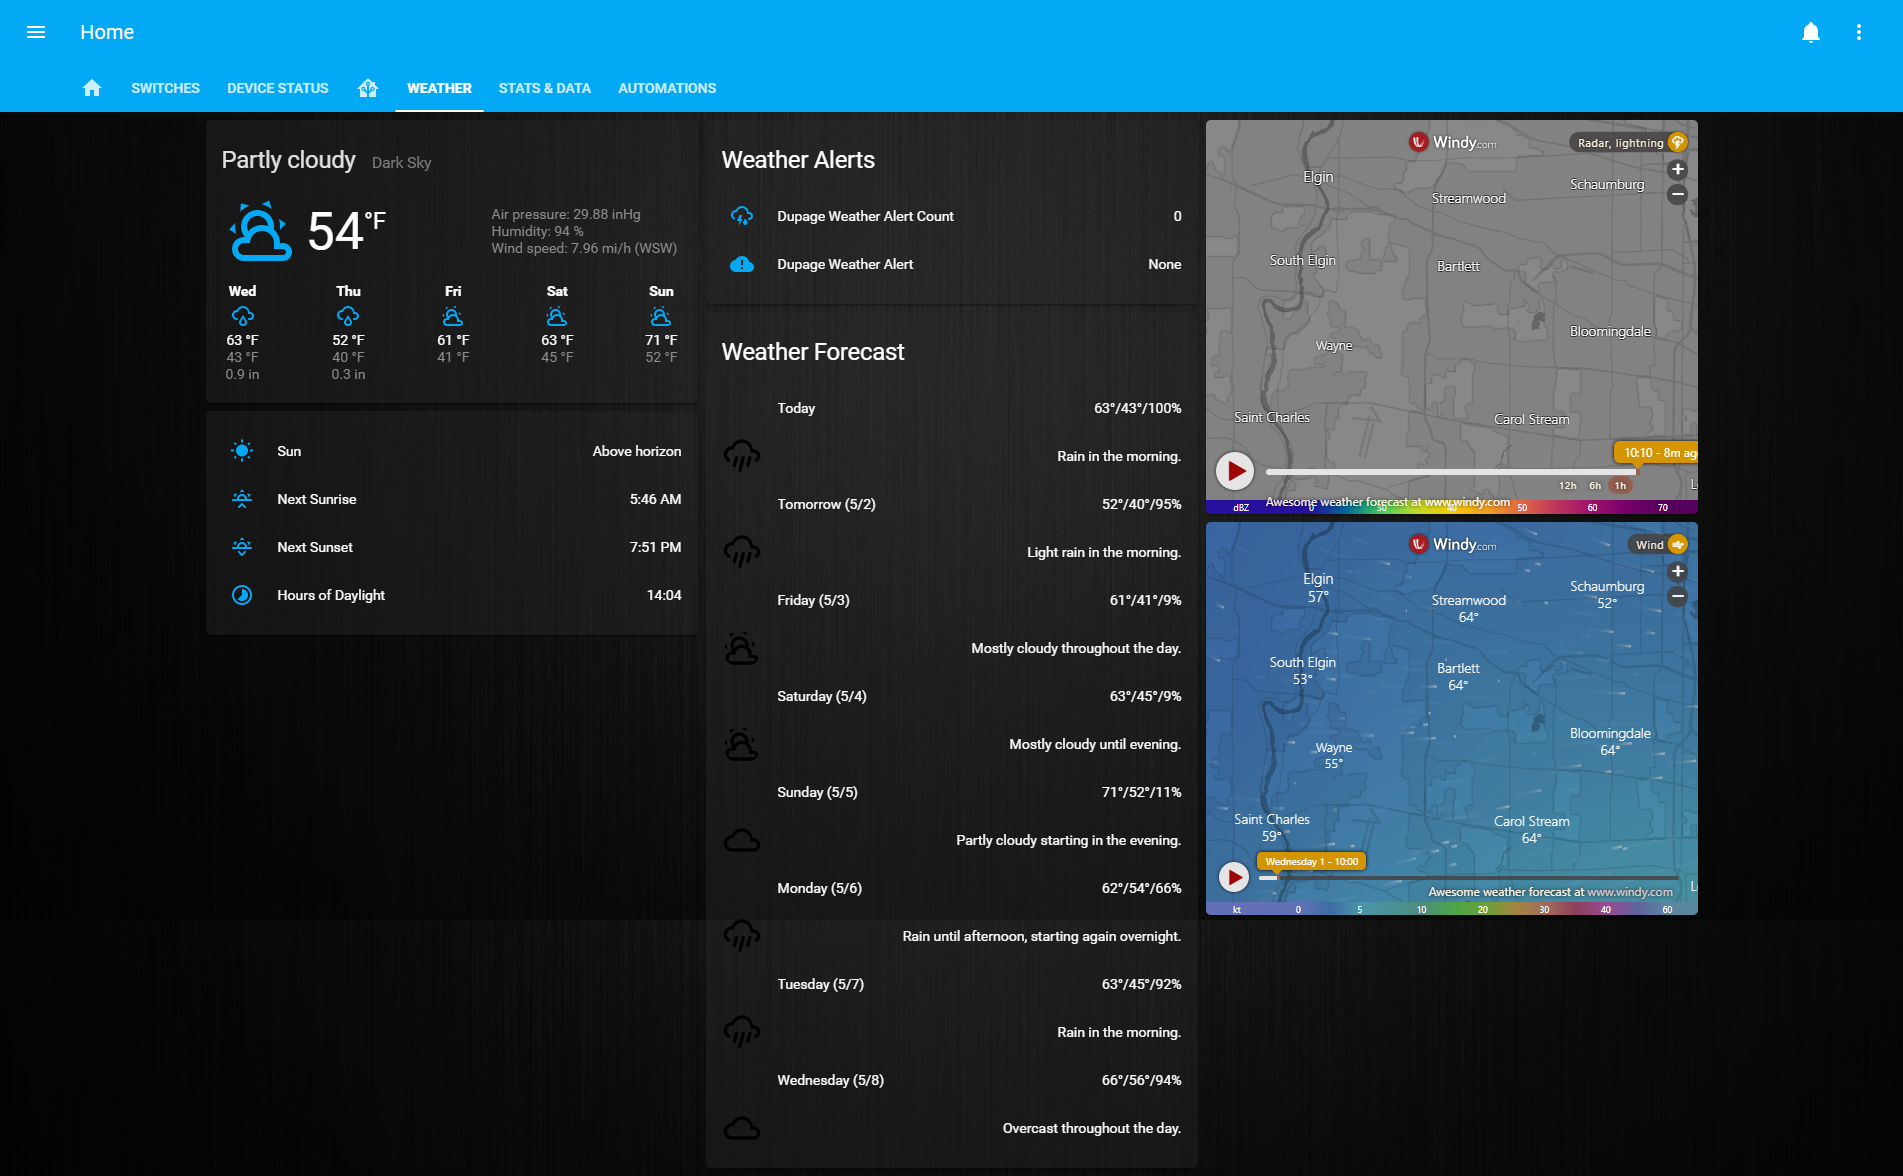 Home
SWITCHES
DEVICE STATUS
WEATHER
STATS & DATA
AUTOMATIONS
Partly cloudy Dark Sky
54 °F
Air pressure: 29.88 inHg
Humidity: 94 %
Wind speed: 7.96 mi/h (WSW)
Wed Thu Fri Sat Sun
63 °F 52 °F 61 °F 63 °F 71 °F
43 °F 40 °F 41 °F 45 °F 52 °F
0.9 in 0.3 in
Sun Above horizon
Next Sunrise 5:46 AM
Next Sunset 7:51 PM
Hours of Daylight 14:04
Weather Alerts
Dupage Weather Alert Count 0
Dupage Weather Alert None
Weather Forecast
Today 63°/43°/100%
Rain in the morning.
Tomorrow (5/2) 52°/40°/95%
Light rain in the morning.
Friday (5/3) 61°/41°/9%
Mostly cloudy throughout the day.
Saturday (5/4) 63°/45°/9%
Mostly cloudy until evening.
Sunday (5/5) 71°/52°/11%
Partly cloudy starting in the evening.
Monday (5/6) 62°/54°/66%
Rain until afternoon, starting again overnight.
Tuesday (5/7) 63°/45°/92%
Rain in the morning.
Wednesday (5/8) 66°/56°/94%
Overcast throughout the day.
Windy.com
Radar, lightning
+
−
Elgin
Schaumburg
Streamwood
South Elgin
Bartlett
Bloomingdale
Wayne
Saint Charles
Carol Stream
10:10 - 8m ag
12h 6h 1h
Awesome weather forecast at www.windy.com
dBZ 0 30 40 50 60 70
Windy.com
Wind
+
−
Elgin
57°
Schaumburg
52°
Streamwood
64°
South Elgin
53°
Bartlett
64°
Bloomingdale
64°
Wayne
55°
Saint Charles
59°
Carol Stream
64°
Wednesday 1 - 10:00
Awesome weather forecast at www.windy.com
kt 0 5 10 20 30 40 60